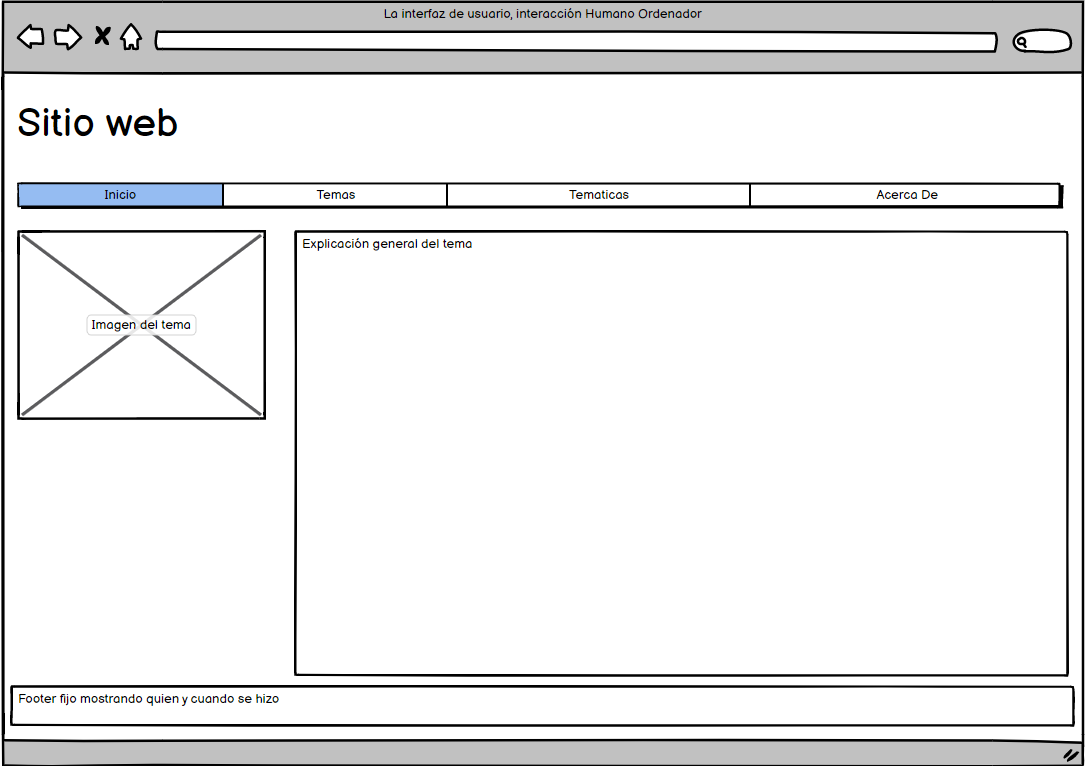 La interfaz de usuario, interacción Humano Ordenador
Sitio web
Inicio
Temas
Tematicas
Acerca De
Imagen del tema
Explicación general del tema
Footer fijo mostrando quien y cuando se hizo